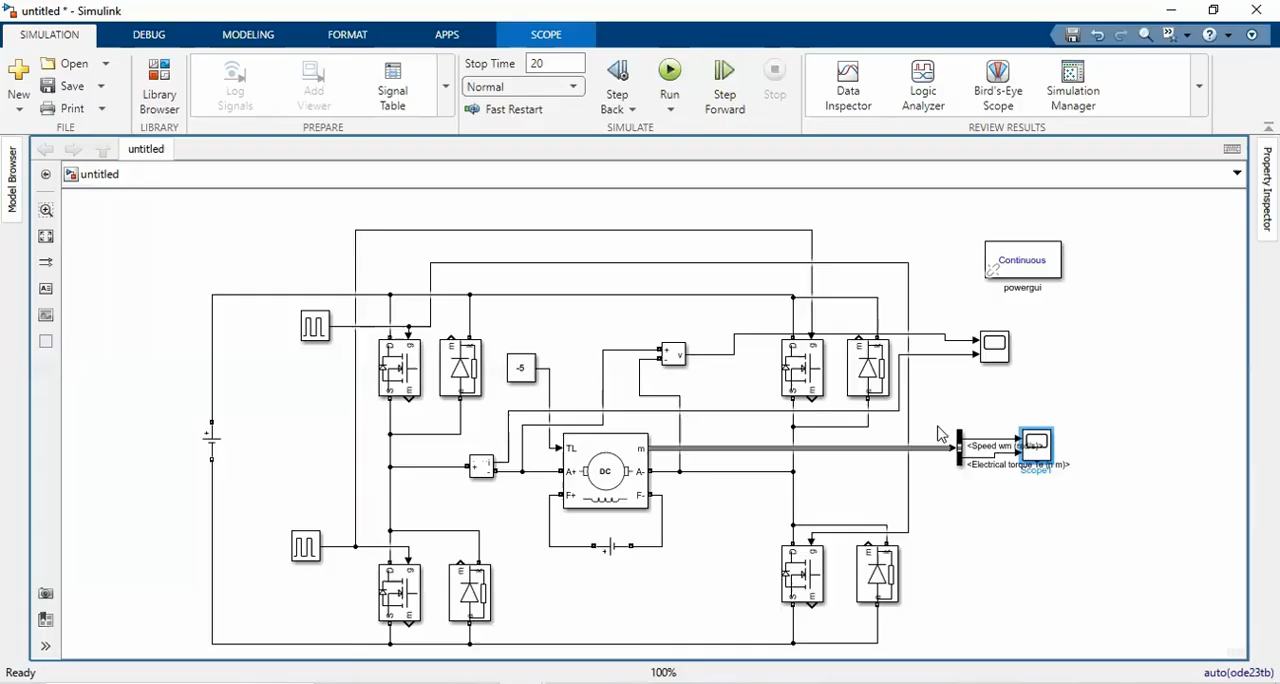 untitled * - Simulink
SIMULATION DEBUG MODELING FORMAT APPS SCOPE
New Open Save Print
FILE
Library Browser
LIBRARY
Log Signals Add Viewer Signal Table
PREPARE
Stop Time 20
Normal
Fast Restart
Step Back Run Step Forward Stop
SIMULATE
Data Inspector Logic Analyzer Bird's-Eye Scope Simulation Manager
REVIEW RESULTS
Model Browser
untitled
untitled
Property Inspector
Continuous
powergui
D g m
S m
D g m
S m
-5
+ v
-
+ i
-
TL m
A+ DC A-
F+ F-
+
+
<Speed wm (rad/s)>
<Electrical torque Te (n m)>
Scope1
D g m
S m
D g m
S m
Ready 100% auto(ode23tb)